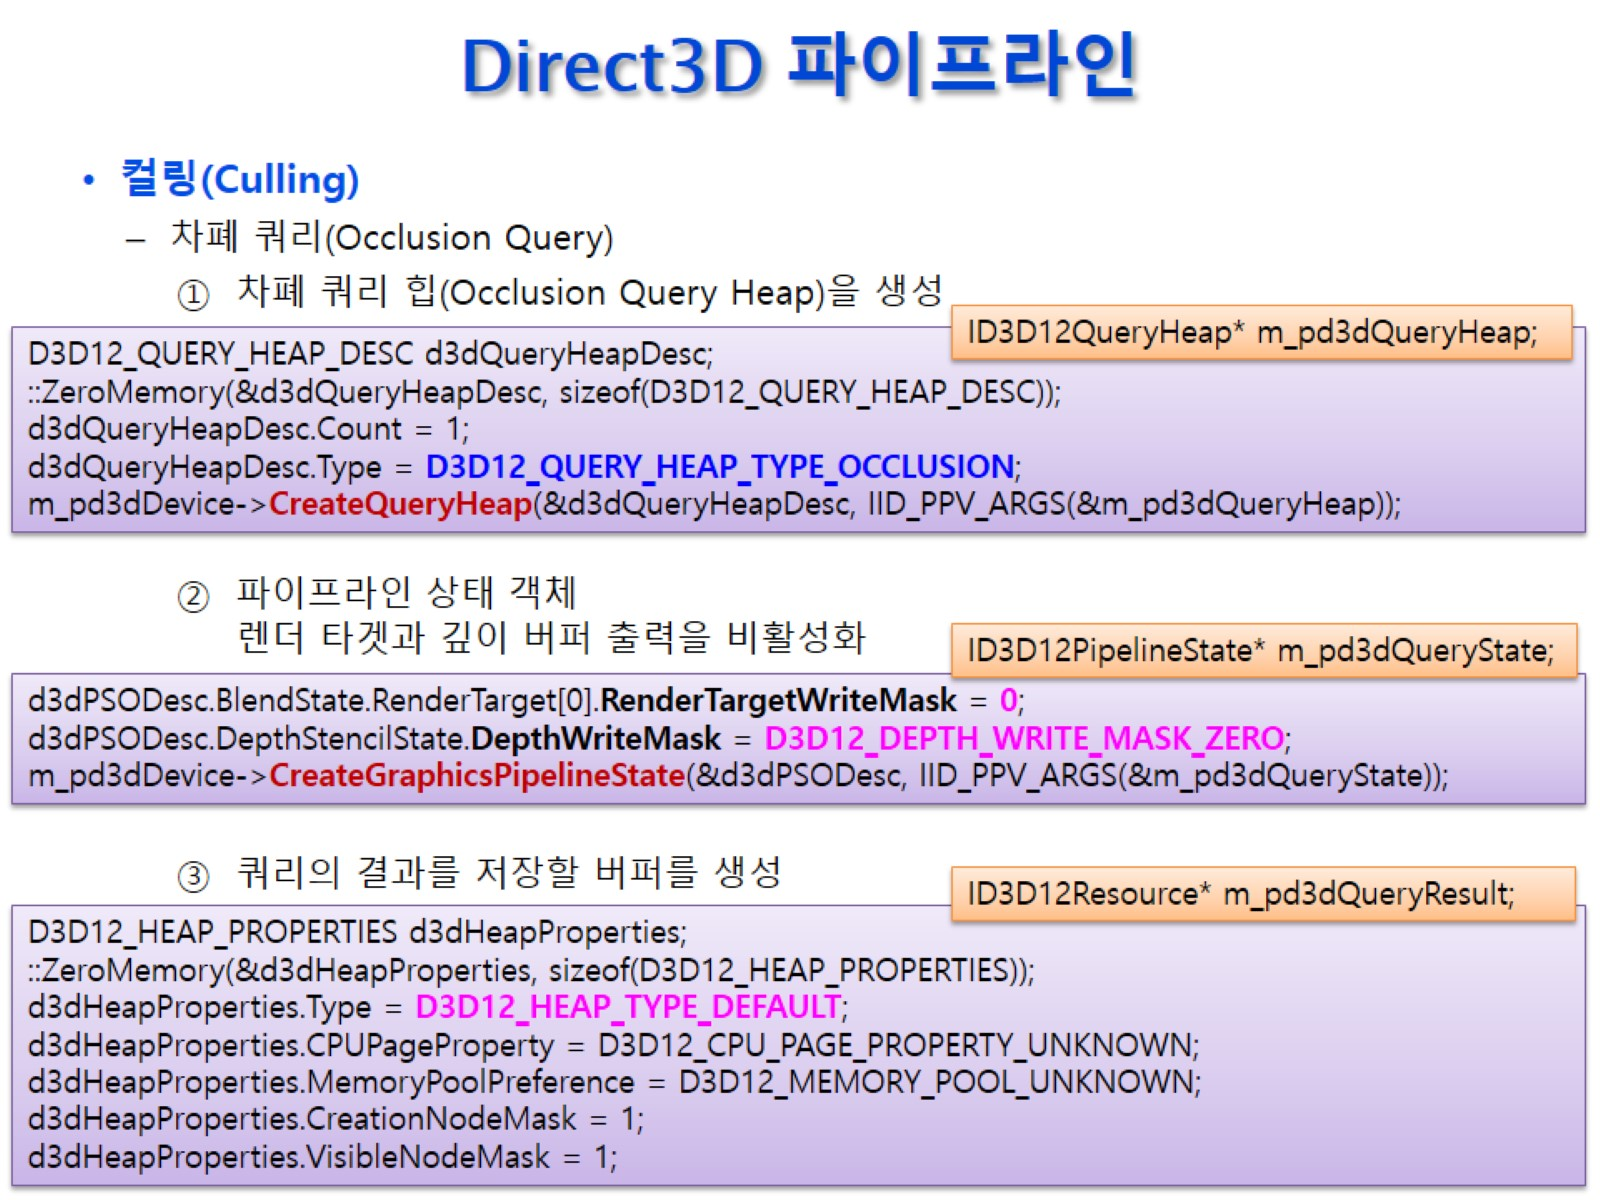 Direct3D 파이프라인
• 컬링(Culling)
– 차폐 쿼리(Occlusion Query)
① 차폐 쿼리 힙(Occlusion Query Heap)을 생성
ID3D12QueryHeap* m_pd3dQueryHeap;
D3D12_QUERY_HEAP_DESC d3dQueryHeapDesc;
::ZeroMemory(&d3dQueryHeapDesc, sizeof(D3D12_QUERY_HEAP_DESC));
d3dQueryHeapDesc.Count = 1;
d3dQueryHeapDesc.Type = D3D12_QUERY_HEAP_TYPE_OCCLUSION;
m_pd3dDevice->CreateQueryHeap(&d3dQueryHeapDesc, IID_PPV_ARGS(&m_pd3dQueryHeap));
② 파이프라인 상태 객체
렌더 타겟과 깊이 버퍼 출력을 비활성화
ID3D12PipelineState* m_pd3dQueryState;
d3dPSODesc.BlendState.RenderTarget[0].RenderTargetWriteMask = 0;
d3dPSODesc.DepthStencilState.DepthWriteMask = D3D12_DEPTH_WRITE_MASK_ZERO;
m_pd3dDevice->CreateGraphicsPipelineState(&d3dPSODesc, IID_PPV_ARGS(&m_pd3dQueryState));
③ 쿼리의 결과를 저장할 버퍼를 생성
ID3D12Resource* m_pd3dQueryResult;
D3D12_HEAP_PROPERTIES d3dHeapProperties;
::ZeroMemory(&d3dHeapProperties, sizeof(D3D12_HEAP_PROPERTIES));
d3dHeapProperties.Type = D3D12_HEAP_TYPE_DEFAULT;
d3dHeapProperties.CPUPageProperty = D3D12_CPU_PAGE_PROPERTY_UNKNOWN;
d3dHeapProperties.MemoryPoolPreference = D3D12_MEMORY_POOL_UNKNOWN;
d3dHeapProperties.CreationNodeMask = 1;
d3dHeapProperties.VisibleNodeMask = 1;